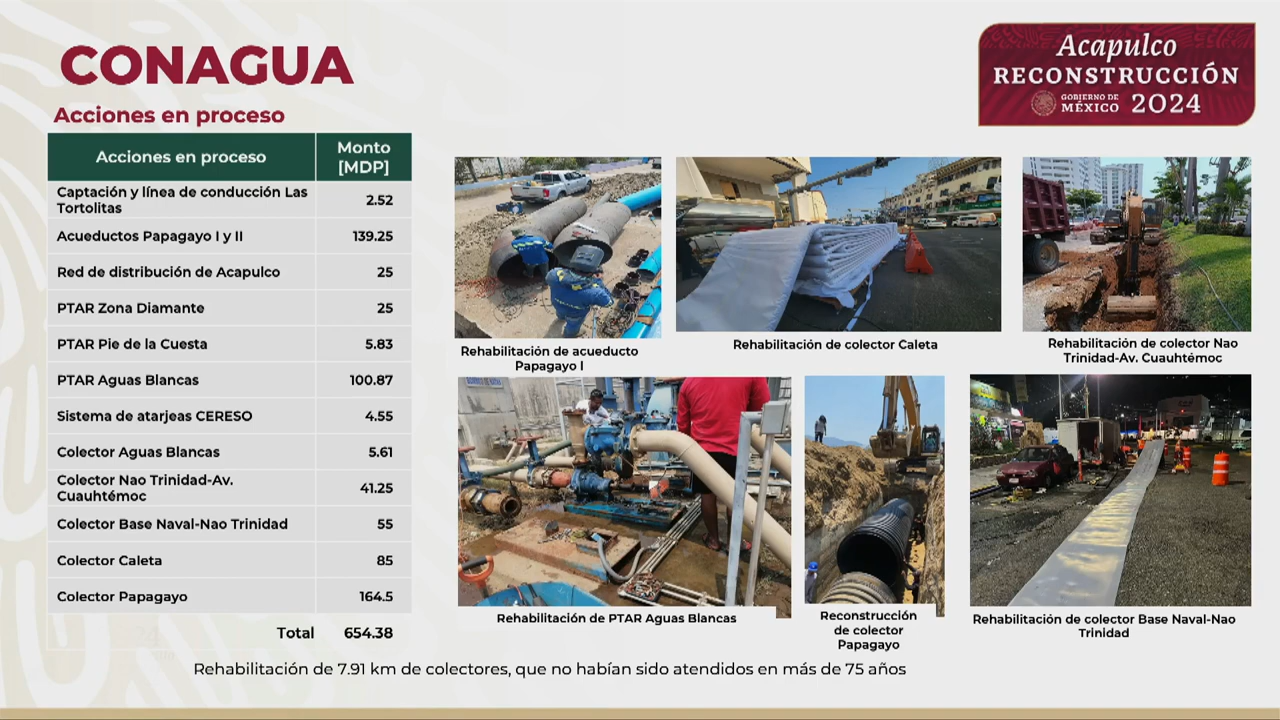 CONAGUA
Acapulco
RECONSTRUCCIÓN
GOBIERNO DE
MÉXICO
2024
Acciones en proceso
Acciones en proceso
Monto
[MDP]
Captación y línea de conducción Las
Tortolitas
2.52
Acueductos Papagayo I y II
139.25
Red de distribución de Acapulco
25
PTAR Zona Diamante
25
PTAR Pie de la Cuesta
5.83
PTAR Aguas Blancas
100.87
Sistema de atarjeas CERESO
4.55
Colector Aguas Blancas
5.61
Colector Nao Trinidad-Av.
Cuauhtémoc
41.25
Colector Base Naval-Nao Trinidad
55
Colector Caleta
85
Colector Papagayo
164.5
Total
654.38
Rehabilitación de acueducto
Papagayo I
Rehabilitación de colector Caleta
Rehabilitación de colector Nao
Trinidad-Av. Cuauhtémoc
Rehabilitación de PTAR Aguas Blancas
Reconstrucción
de colector
Papagayo
Rehabilitación de colector Base Naval-Nao
Trinidad
Rehabilitación de 7.91 km de colectores, que no habían sido atendidos en más de 75 años